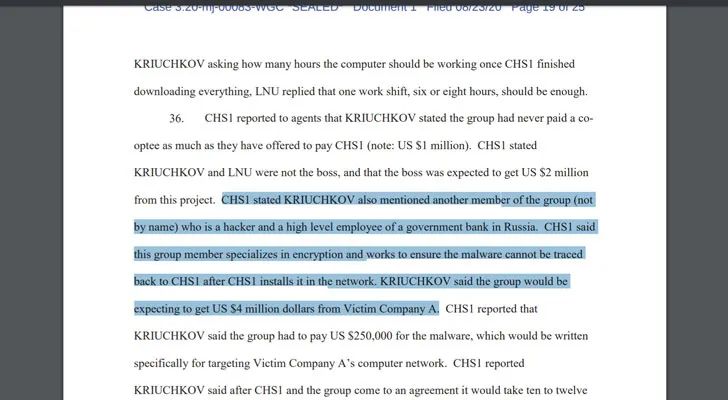 Case 3:20-mj-00083-WGC *SEALED* Document 1 Filed 08/23/20 Page 19 of 25
KRIUCHKOV asking how many hours the computer should be working once CHS1 finished
downloading everything, LNU replied that one work shift, six or eight hours, should be enough.
36. CHS1 reported to agents that KRIUCHKOV stated the group had never paid a co-
optee as much as they have offered to pay CHS1 (note: US $1 million). CHS1 stated
KRIUCHKOV and LNU were not the boss, and that the boss was expected to get US $2 million
from this project. CHS1 stated KRIUCHKOV also mentioned another member of the group (not
by name) who is a hacker and a high level employee of a government bank in Russia. CHS1 said
this group member specializes in encryption and works to ensure the malware cannot be traced
back to CHS1 after CHS1 installs it in the network. KRIUCHKOV said the group would be
expecting to get US $4 million dollars from Victim Company A. CHS1 reported that
KRIUCHKOV said the group had to pay US $250,000 for the malware, which would be written
specifically for targeting Victim Company A's computer network. CHS1 reported
KRIUCHKOV said after CHS1 and the group come to an agreement it would take ten to twelve